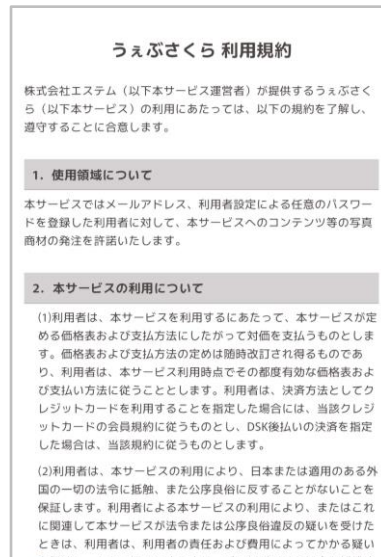 うぇぶさくら 利用規約
株式会社エステム（以下本サービス運営者）が提供するうぇぶさく
ら（以下本サービス）の利用にあたっては、以下の規約を了解し、
遵守することに合意します。
1．使用領域について
本サービスではメールアドレス、利用者設定による任意のパスワー
ドを登録した利用者に対して、本サービスへのコンテンツ等の写真
商材の発注を許諾いたします。
2．本サービスの利用について
(1)利用者は、本サービスを利用するにあたって、本サービスが定
める価格表および支払方法にしたがって対価を支払うものとしま
す。価格表および支払方法の定めは随時改訂され得るものであ
り、利用者は、本サービス利用時点でその都度有効な価格表およ
び支払い方法に従うこととします。利用者は、決済方法としてク
レジットカードを利用することを指定した場合には、当該クレジ
ットカードの会員規約に従うものとし、DSK後払いの決済を指定
した場合は、当該規約に従うものとします。
(2)利用者は、本サービスの利用により、日本または適用のある外
国の一切の法令に抵触、また公序良俗に反することがないことを
保証します。利用者による本サービスの利用により、またはこれ
に関連して本サービスが法令または公序良俗違反の疑いを受けた
ときは、利用者は、利用者の責任および費用によってかかる疑い